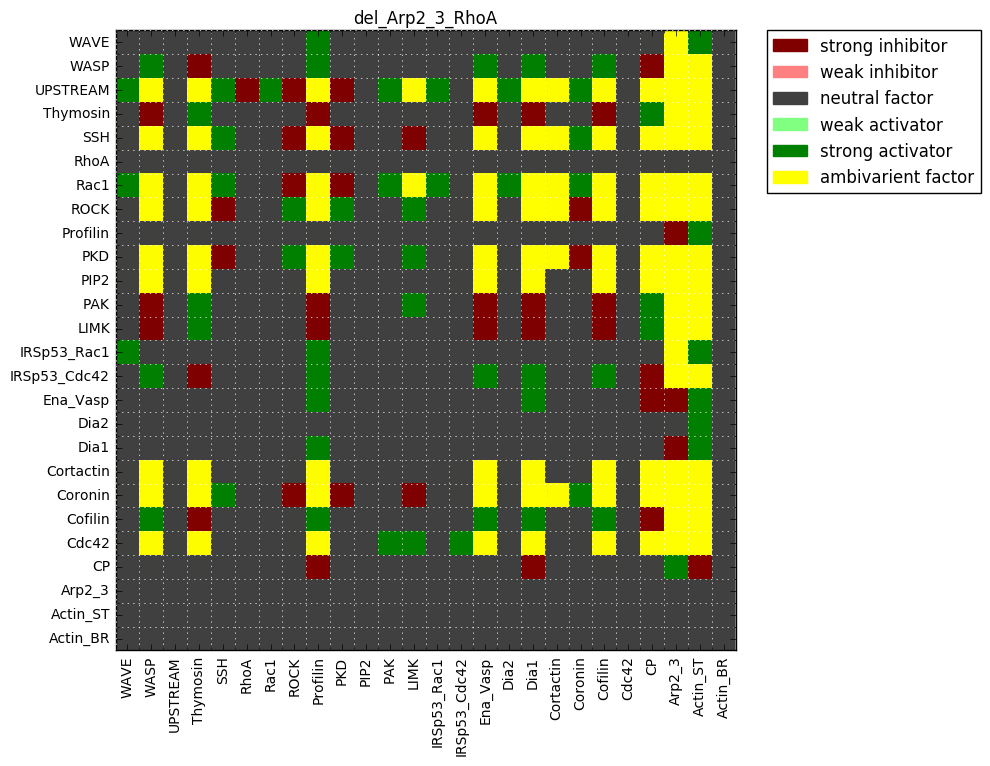 del_Arp2_3_RhoA
WAVE
WASP
UPSTREAM
Thymosin
SSH
RhoA
Rac1
ROCK
Profilin
PKD
PIP2
PAK
LIMK
IRSp53_Rac1
IRSp53_Cdc42
Ena_Vasp
Dia2
Dia1
Cortactin
Coronin
Cofilin
Cdc42
CP
Arp2_3
Actin_ST
Actin_BR
WAVE
WASP
UPSTREAM
Thymosin
SSH
RhoA
Rac1
ROCK
Profilin
PKD
PIP2
PAK
LIMK
IRSp53_Rac1
IRSp53_Cdc42
Ena_Vasp
Dia2
Dia1
Cortactin
Coronin
Cofilin
Cdc42
CP
Arp2_3
Actin_ST
Actin_BR
strong inhibitor
weak inhibitor
neutral factor
weak activator
strong activator
ambivarient factor